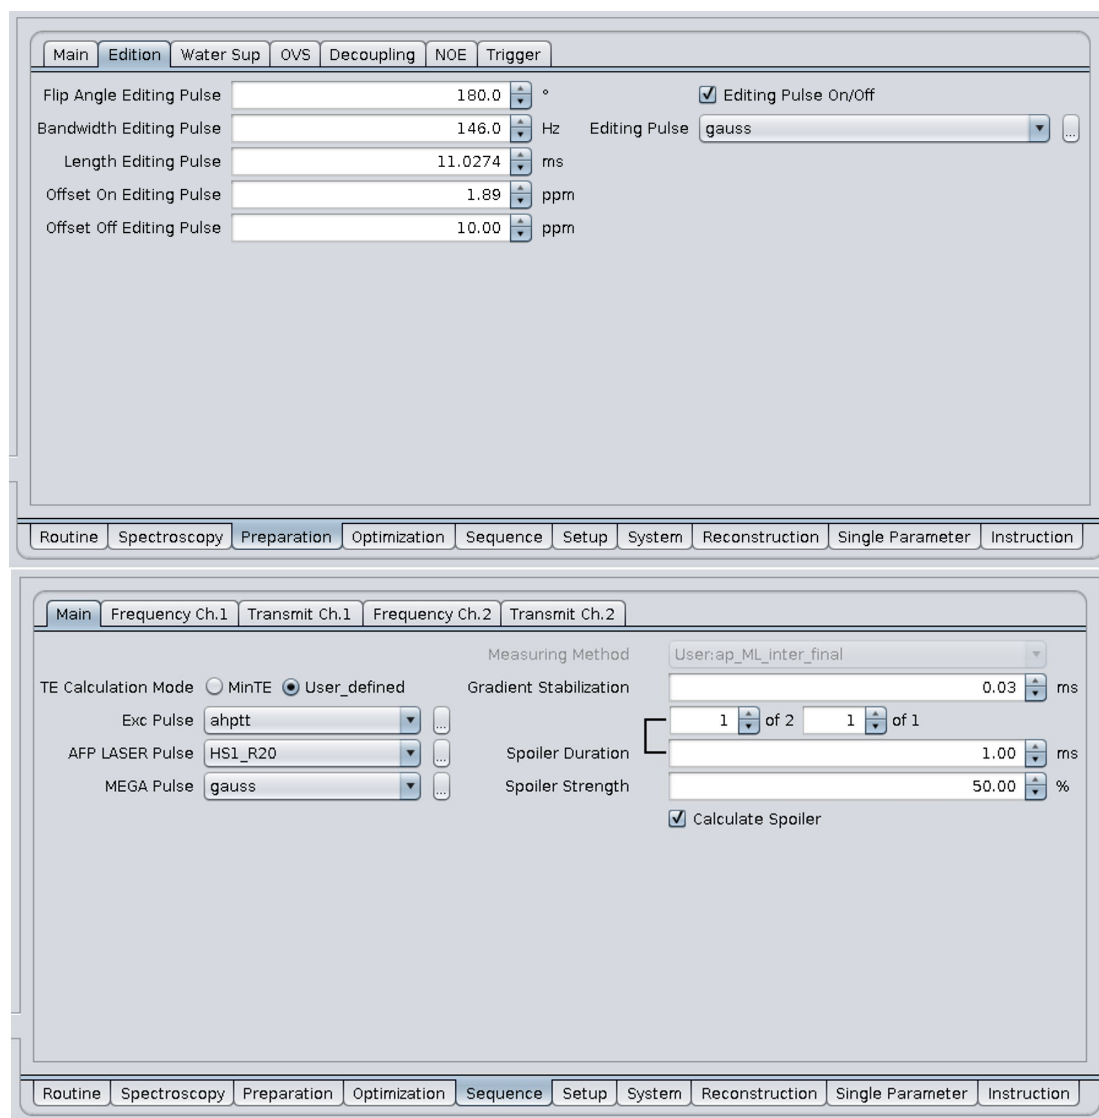 Main Edition Water Sup OVS Decoupling NOE Trigger
Flip Angle Editing Pulse 180.0 ° Editing Pulse On/Off
Bandwidth Editing Pulse 146.0 Hz Editing Pulse gauss ...
Length Editing Pulse 11.0274 ms
Offset On Editing Pulse 1.89 ppm
Offset Off Editing Pulse 10.00 ppm
Routine Spectroscopy Preparation Optimization Sequence Setup System Reconstruction Single Parameter Instruction
Main Frequency Ch.1 Transmit Ch.1 Frequency Ch.2 Transmit Ch.2
Measuring Method User:ap_ML_inter_final
TE Calculation Mode MinTE User_defined Gradient Stabilization 0.03 ms
Exc Pulse ahptt ... 1 of 2 1 of 1
AFP LASER Pulse HS1_R20 ... Spoiler Duration 1.00 ms
MEGA Pulse gauss ... Spoiler Strength 50.00 %
Calculate Spoiler
Routine Spectroscopy Preparation Optimization Sequence Setup System Reconstruction Single Parameter Instruction